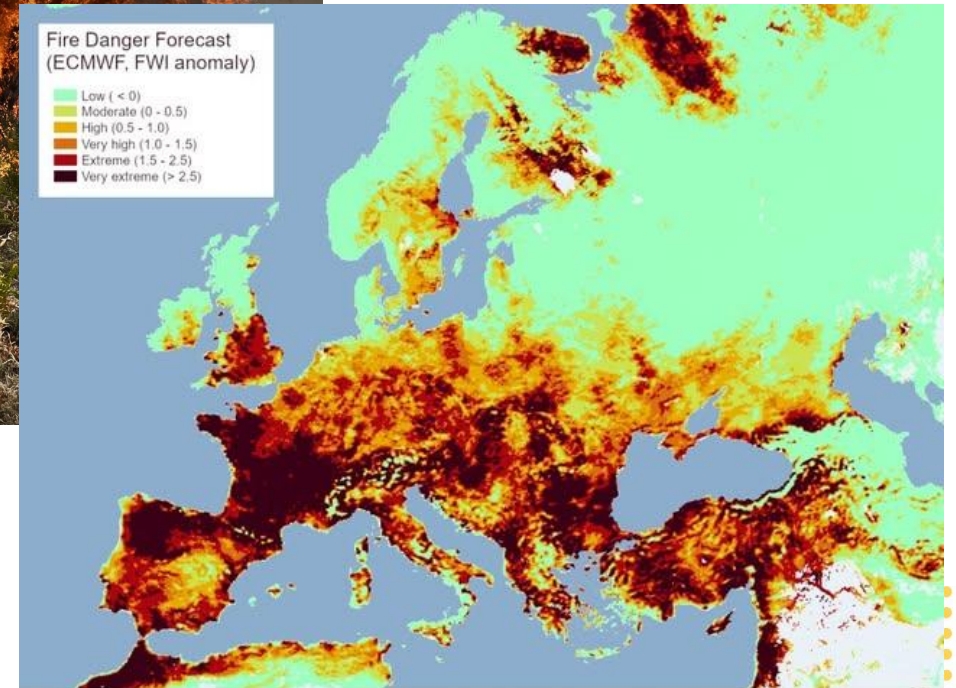 Fire Danger Forecast
(ECMWF, FWI anomaly)
Low ( < 0)
Moderate (0 - 0.5)
High (0.5 - 1.0)
Very high (1.0 - 1.5)
Extreme (1.5 - 2.5)
Very extreme (> 2.5)